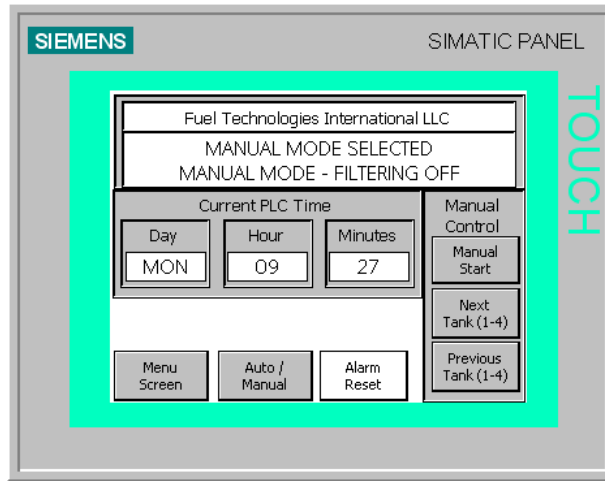 SIEMENS
SIMATIC PANEL
TOUCH
Fuel Technologies International LLC
MANUAL MODE SELECTED
MANUAL MODE - FILTERING OFF
Current PLC Time
Day
Hour
Minutes
MON
09
27
Manual
Control
Manual
Start
Next
Tank (1-4)
Previous
Tank (1-4)
Menu
Screen
Auto /
Manual
Alarm
Reset